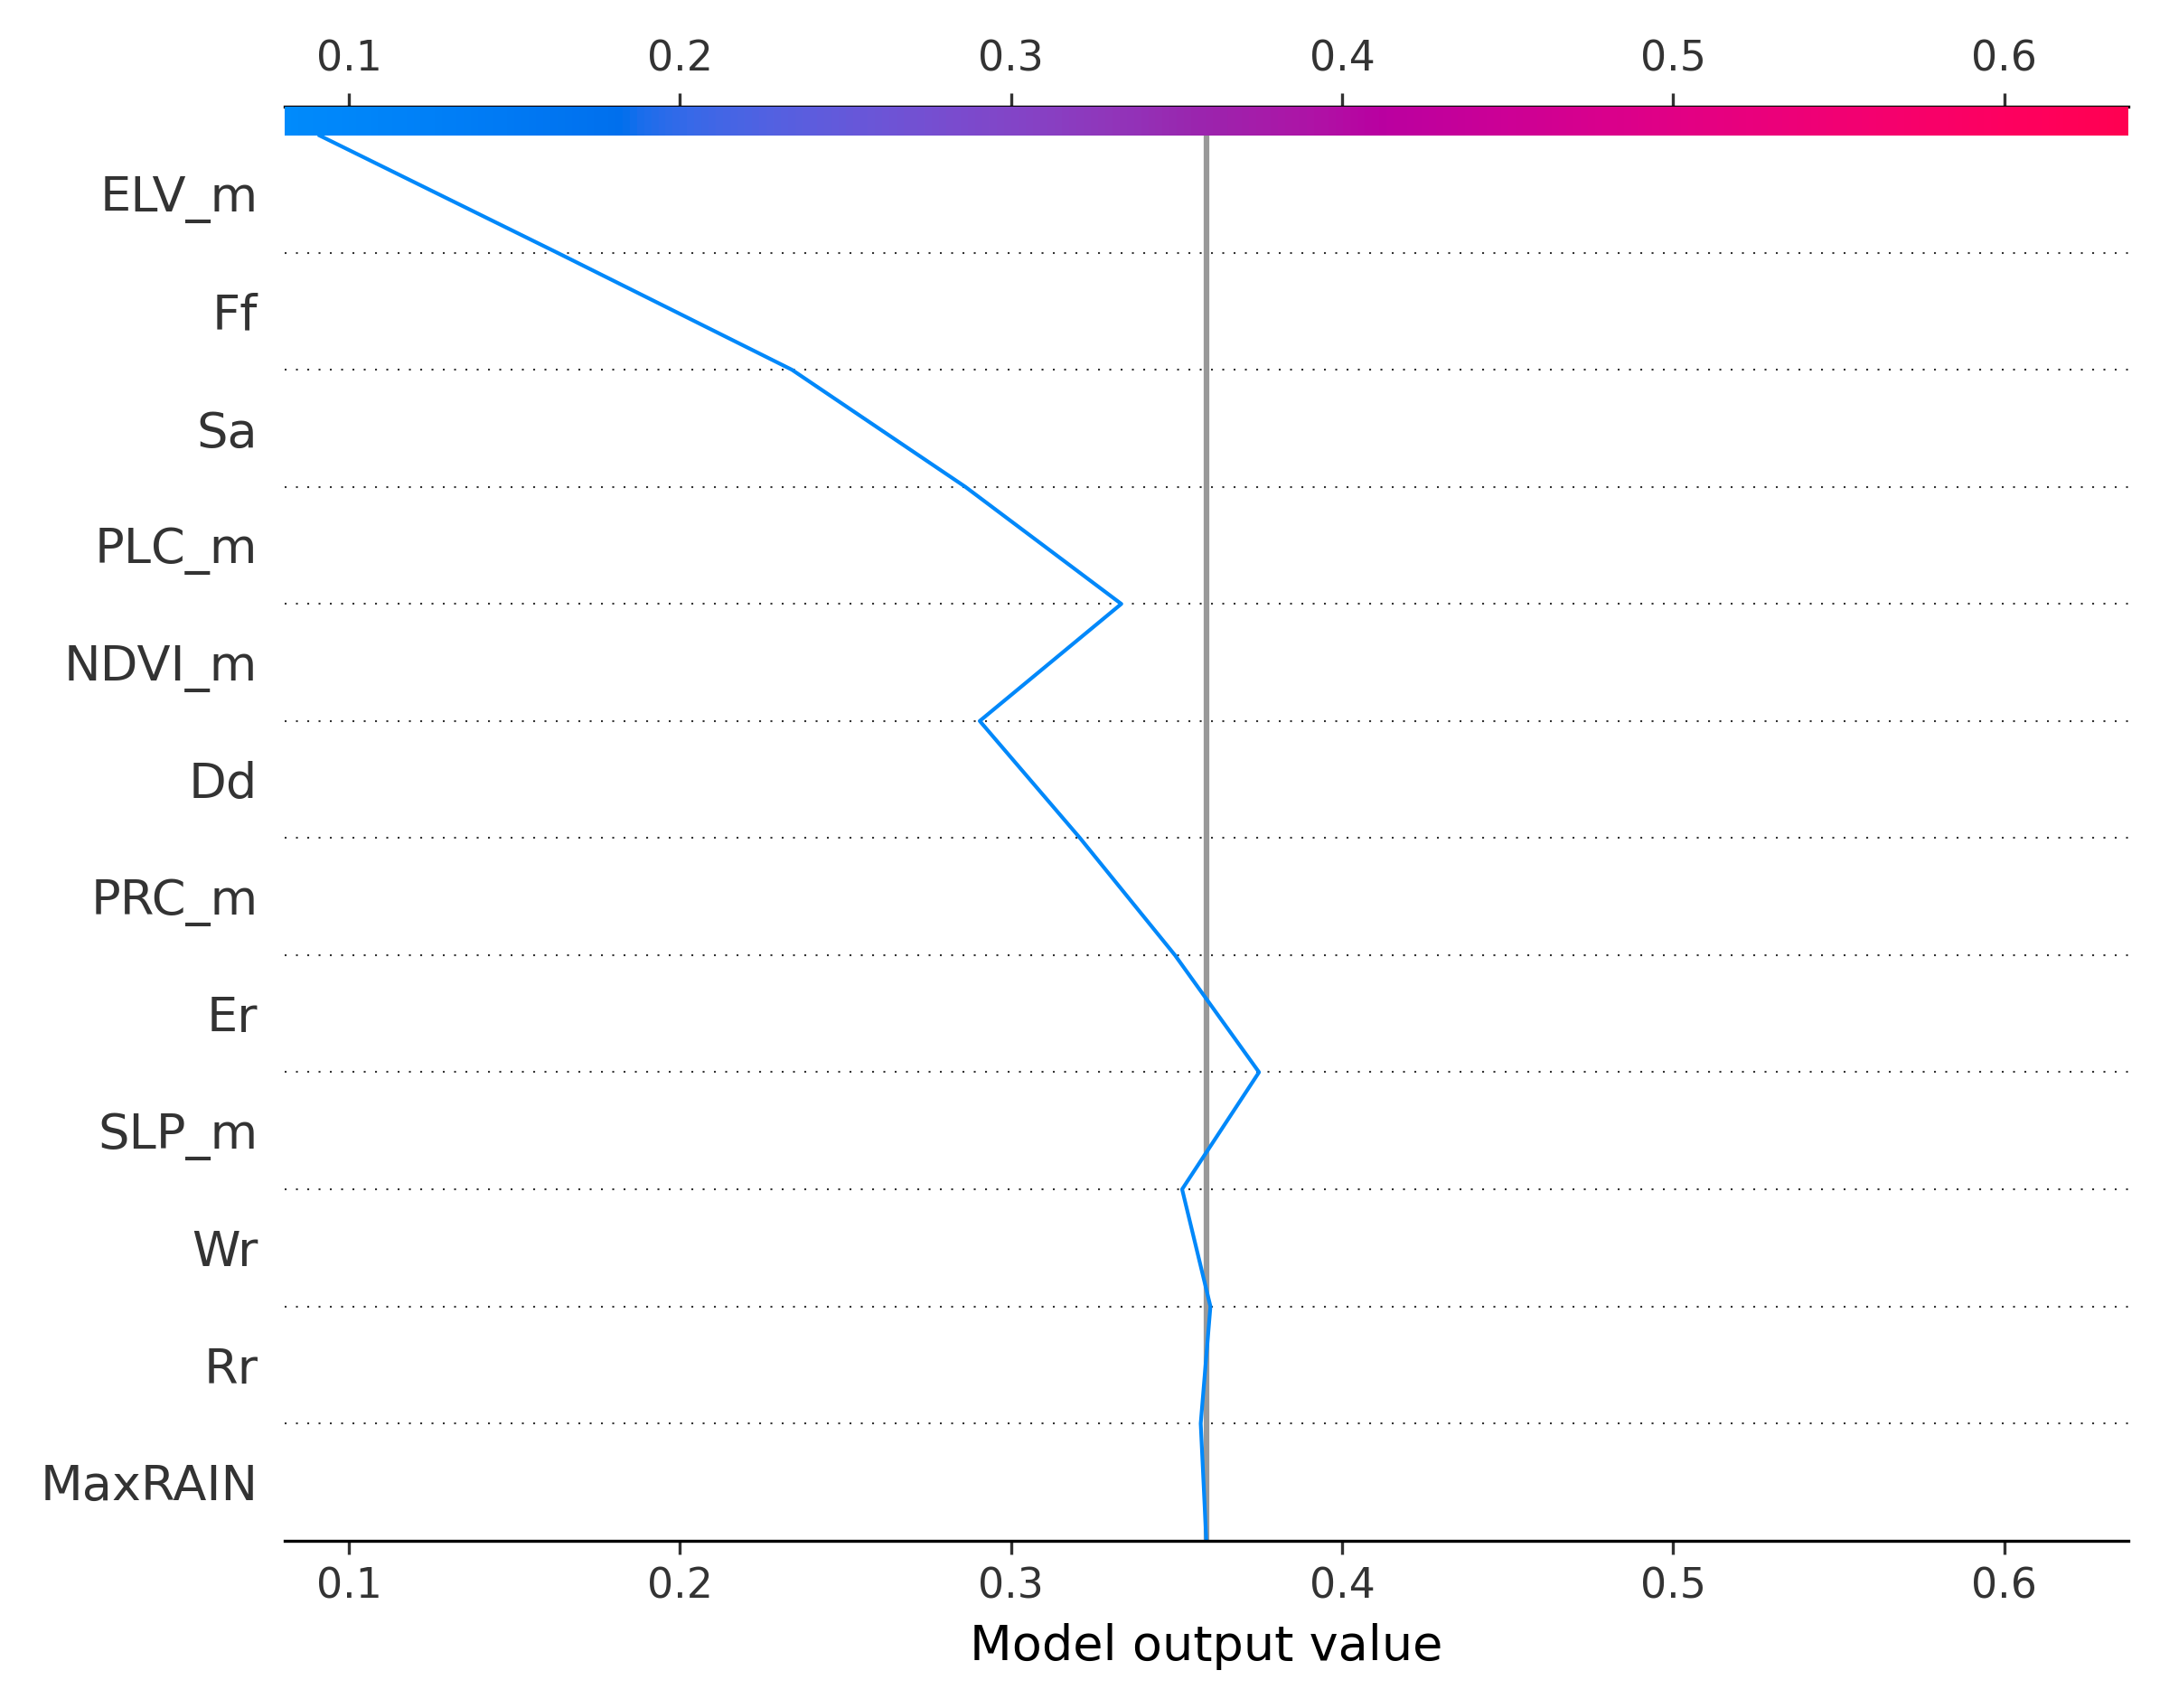 0.1 0.2 0.3 0.4 0.5 0.6
ELV_m
Ff
Sa
PLC_m
NDVI_m
Dd
PRC_m
Er
SLP_m
Wr
Rr
MaxRAIN
0.1 0.2 0.3 0.4 0.5 0.6
Model output value